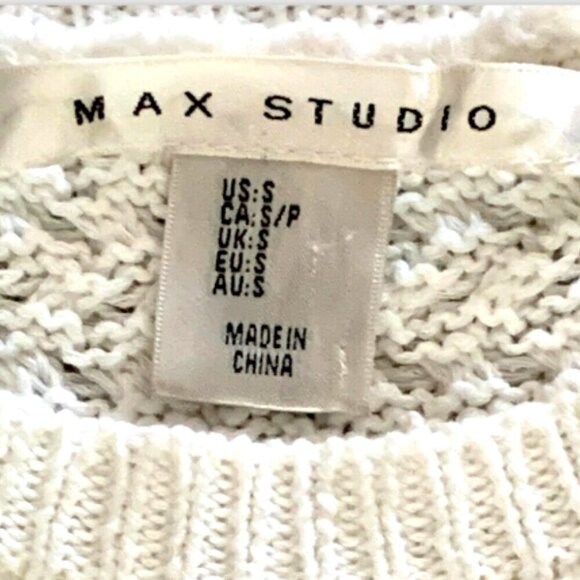 MAX STUDIO
US:S
CA:S/P
UK:S
EU:S
AU:S
MADE IN
CHINA